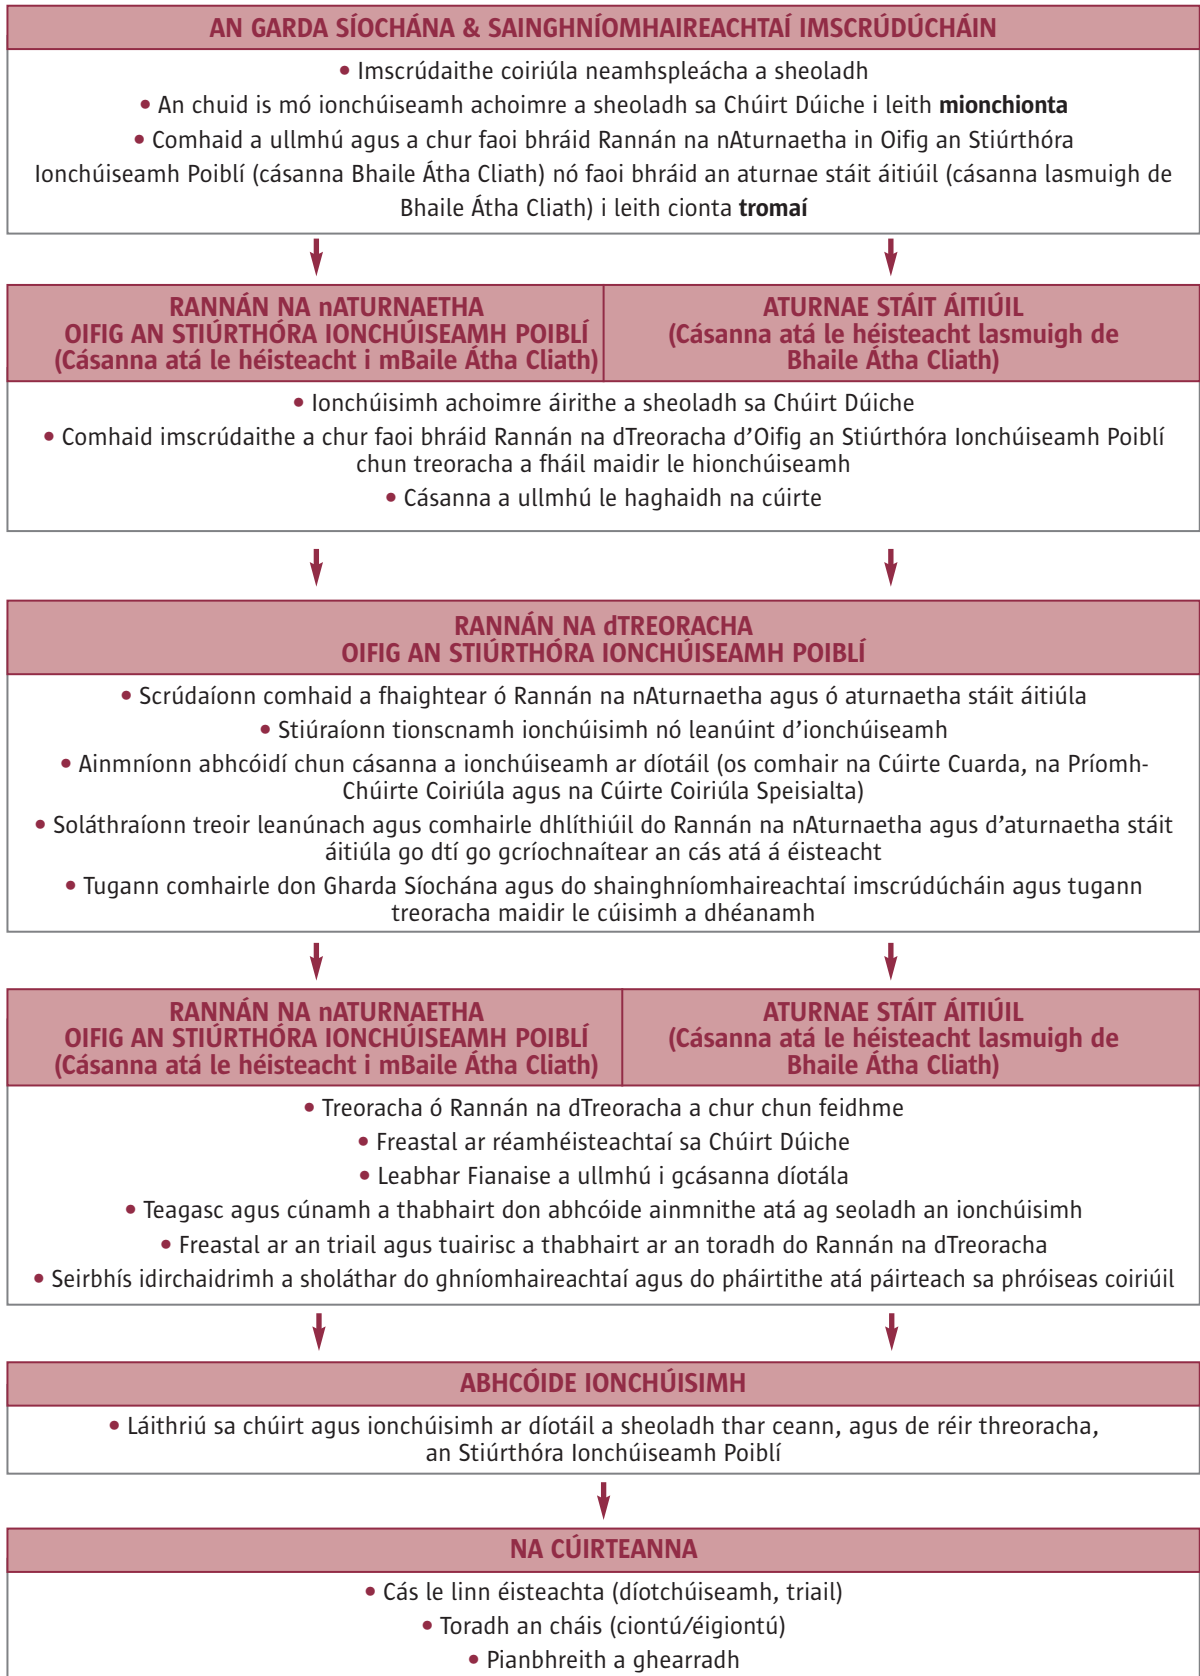 AN GARDA SÍOCHÁNA & SAINGHNÍOMHAIREACHTAÍ IMSCRÚDÚCHÁIN
• Imscrúdaithe coiriúla neamhspleácha a sheoladh
• An chuid is mó ionchúiseamh achoimre a sheoladh sa Chúirt Dúiche i leith mionchionta
• Comhaid a ullmhú agus a chur faoi bhráid Rannán na nAturnaetha in Oifig an Stiúrthóra
Ionchúiseamh Poiblí (cásanna Bhaile Átha Cliath) nó faoi bhráid an aturnae stáit áitiúil (cásanna lasmuigh de
Bhaile Átha Cliath) i leith cionta tromaí
RANNÁN NA nATURNAETHA
OIFIG AN STIÚRTHÓRA IONCHÚISEAMH POIBLÍ
(Cásanna atá le héisteacht i mBaile Átha Cliath)
ATURNAE STÁIT ÁITIÚIL
(Cásanna atá le héisteacht lasmuigh de
Bhaile Átha Cliath)
• Ionchúisimh achoimre áirithe a sheoladh sa Chúirt Dúiche
• Comhaid imscrúdaithe a chur faoi bhráid Rannán na dTreoracha d'Oifig an Stiúrthóra Ionchúiseamh Poiblí
chun treoracha a fháil maidir le hionchúiseamh
• Cásanna a ullmhú le haghaidh na cúirte
RANNÁN NA dTREORACHA
OIFIG AN STIÚRTHÓRA IONCHÚISEAMH POIBLÍ
• Scrúdaíonn comhaid a fhaightear ó Rannán na nAturnaetha agus ó aturnaetha stáit áitiúla
• Stiúraíonn tionscnamh ionchúisimh nó leanúint d'ionchúiseamh
• Ainmníonn abhcóidí chun cásanna a ionchúiseamh ar díotáil (os comhair na Cúirte Cuarda, na Príomh-
Chúirte Coiriúla agus na Cúirte Coiriúla Speisialta)
• Soláthraíonn treoir leanúnach agus comhairle dhlíthiúil do Rannán na nAturnaetha agus d'aturnaetha stáit
áitiúla go dtí go gcríochnaítear an cás atá á éisteacht
• Tugann comhairle don Gharda Síochána agus do shainghníomhaireachtaí imscrúdúcháin agus tugann
treoracha maidir le cúisimh a dhéanamh
RANNÁN NA nATURNAETHA
OIFIG AN STIÚRTHÓRA IONCHÚISEAMH POIBLÍ
(Cásanna atá le héisteacht i mBaile Átha Cliath)
ATURNAE STÁIT ÁITIÚIL
(Cásanna atá le héisteacht lasmuigh de
Bhaile Átha Cliath)
• Treoracha ó Rannán na dTreoracha a chur chun feidhme
• Freastal ar réamhéisteachtaí sa Chúirt Dúiche
• Leabhar Fianaise a ullmhú i gcásanna díotála
• Teagasc agus cúnamh a thabhairt don abhcóide ainmnithe atá ag seoladh an ionchúisimh
• Freastal ar an triail agus tuairisc a thabhairt ar an toradh do Rannán na dTreoracha
• Seirbhís idirchaidrimh a sholáthar do ghníomhaireachtaí agus do pháirtithe atá páirteach sa phróiseas coiriúil
ABHCÓIDE IONCHÚISIMH
• Láithriú sa chúirt agus ionchúisimh ar díotáil a sheoladh thar ceann, agus de réir threoracha,
an Stiúrthóra Ionchúiseamh Poiblí
NA CÚIRTEANNA
• Cás le linn éisteachta (díotchúiseamh, triail)
• Toradh an cháis (ciontú/éigiontú)
• Pianbhreith a ghearradh